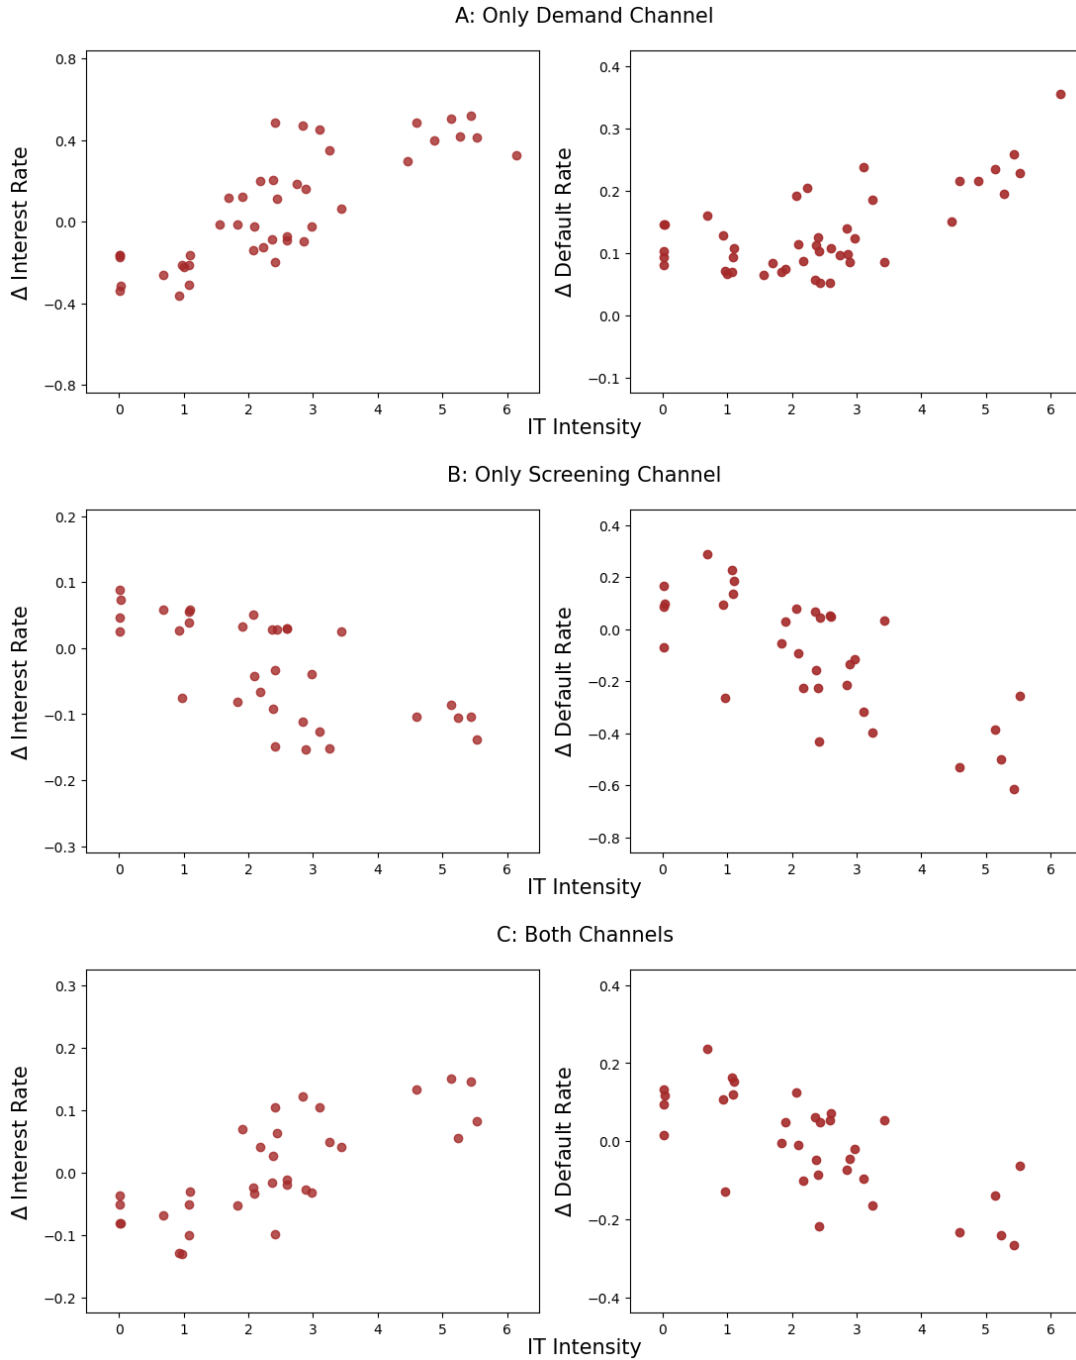 A: Only Demand Channel
Δ Interest Rate
0.8
0.4
0.0
−0.4
−0.8
0 1 2 3 4 5 6
Δ Default Rate
0.4
0.3
0.2
0.1
0.0
−0.1
0 1 2 3 4 5 6
IT Intensity
B: Only Screening Channel
Δ Interest Rate
0.2
0.1
0.0
−0.1
−0.2
−0.3
0 1 2 3 4 5 6
Δ Default Rate
0.4
0.2
0.0
−0.2
−0.4
−0.6
−0.8
0 1 2 3 4 5 6
IT Intensity
C: Both Channels
Δ Interest Rate
0.3
0.2
0.1
0.0
−0.1
−0.2
0 1 2 3 4 5 6
Δ Default Rate
0.4
0.2
0.0
−0.2
−0.4
0 1 2 3 4 5 6
IT Intensity